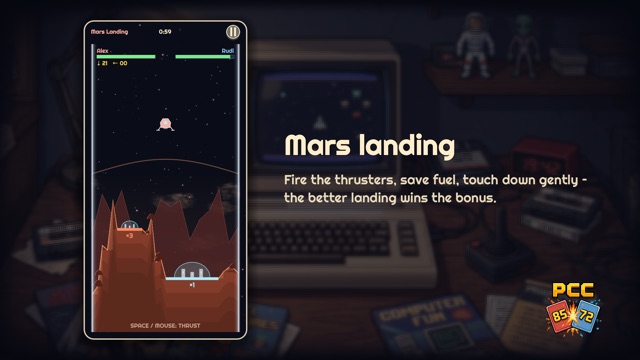 Mars Landing
0:59
Alex
Rudi
↓ 21 ← 00
+3
+1
SPACE / MOUSE: THRUST
Mars landing
Fire the thrusters, save fuel, touch down gently -
the better landing wins the bonus.
COMPUTER
FUN
PCC
85 72